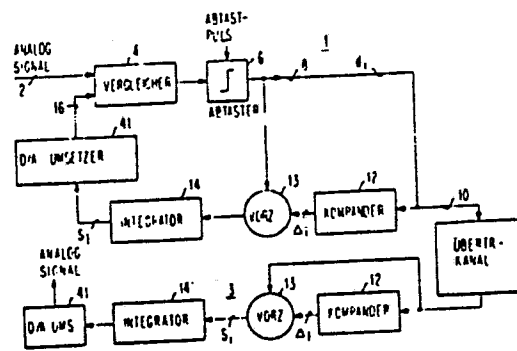 ABTAST-
PULS
1
ANALOG
SIGNAL
2
4
VERGLEICHER
6
ABTASTER
8
d₁
16
41
D/A UMSETZER
14
INTEGRATOR
S₁
13
VORZ
12
KOMPANDER
Δ₁
10
ÜBERTR-
KANAL
ANALOG
SIGNAL
41
D/A UMS
14'
INTEGRATOR
3
S₁
13
VORZ
12
KOMPANDER
Δ₁